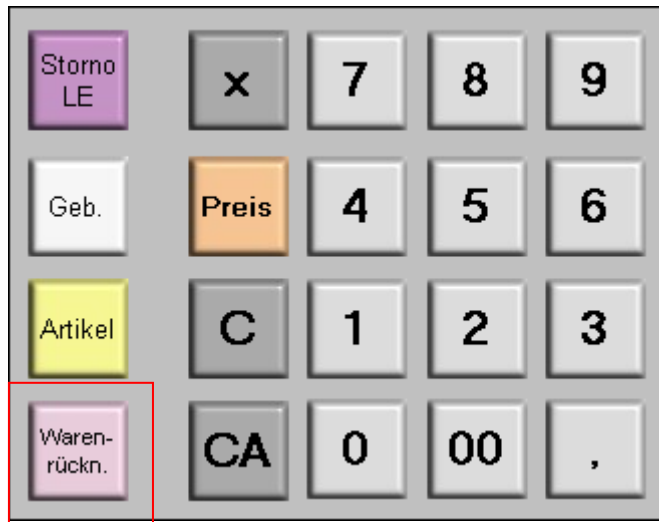 Storno
LE
x 7 8 9
Geb. Preis 4 5 6
Artikel C 1 2 3
Waren-
rückn.
CA 0 00 ,